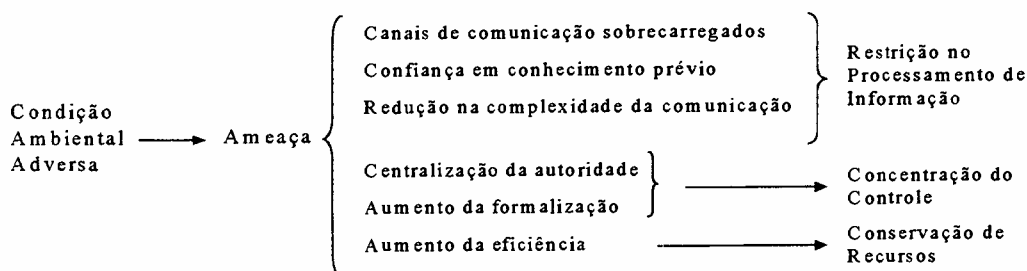 Condição
Ambiental
Adversa
Ameaça
Canais de comunicação sobrecarregados
Confiança em conhecimento prévio
Redução na complexidade da comunicação
Restrição no
Processamento de
Informação
Centralização da autoridade
Aumento da formalização
Concentração do
Controle
Aumento da eficiência
Conservação de
Recursos